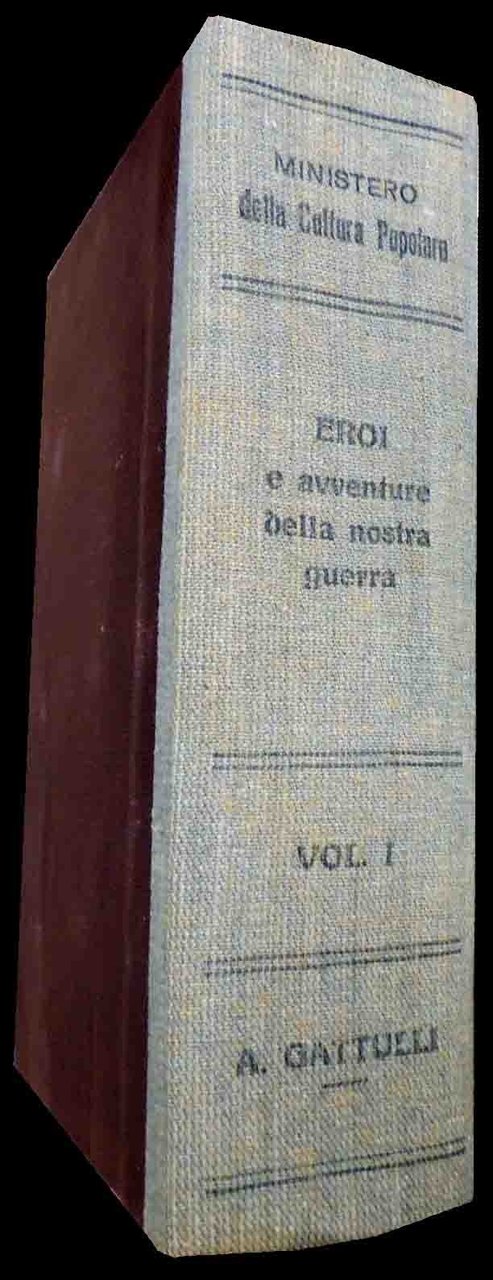 MINISTERO
della Cultura Popolare
EROI
e avventure
della nostra
guerra
VOL. I
A. GATTULLI